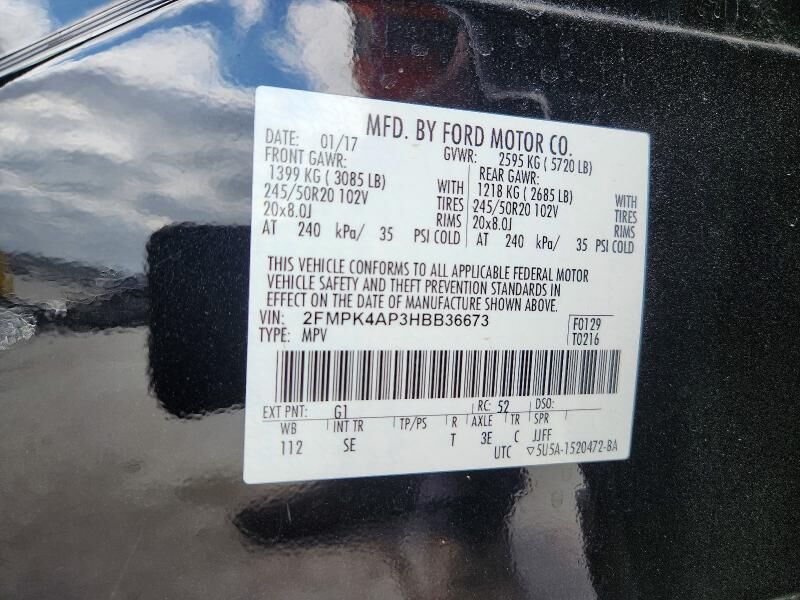 MFD. BY FORD MOTOR CO.
DATE: 01/17 GVWR: 2595 KG ( 5720 LB)
FRONT GAWR: REAR GAWR:
1399 KG ( 3085 LB) WITH 1218 KG ( 2685 LB) WITH
245/50R20 102V TIRES 245/50R20 102V TIRES
20x8.0J RIMS 20x8.0J RIMS
AT 240 kPa/ 35 PSI COLD AT 240 kPa/ 35 PSI COLD
THIS VEHICLE CONFORMS TO ALL APPLICABLE FEDERAL MOTOR
VEHICLE SAFETY AND THEFT PREVENTION STANDARDS IN
EFFECT ON THE DATE OF MANUFACTURE SHOWN ABOVE.
VIN: 2FMPK4AP3HBB36673 F0129
TYPE: MPV T0216
EXT PNT: G1 RC: 52 DSO:
WB INT TR TP/PS R AXLE TR SPR
112 SE T 3E C JJFF
UTC ▽5U5A-1520472-BA